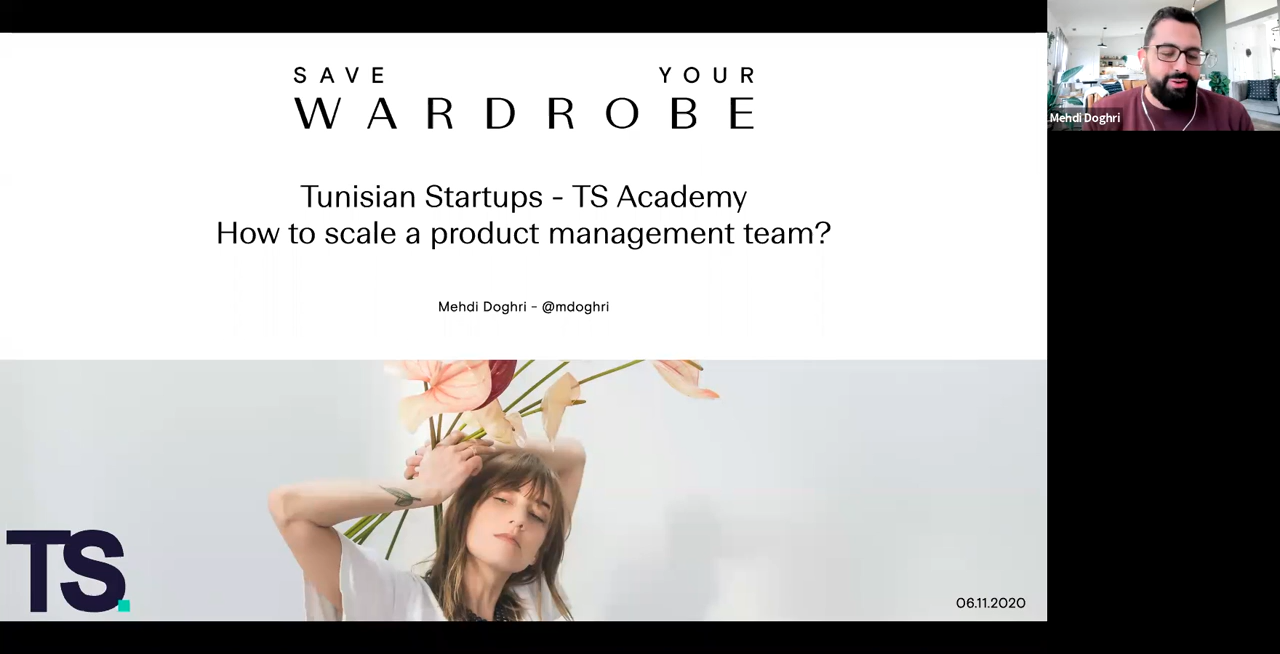 SAVE YOUR
WARDROBE
Tunisian Startups - TS Academy
How to scale a product management team?
Mehdi Doghri - @mdoghri
TS.
06.11.2020
Mehdi Doghri